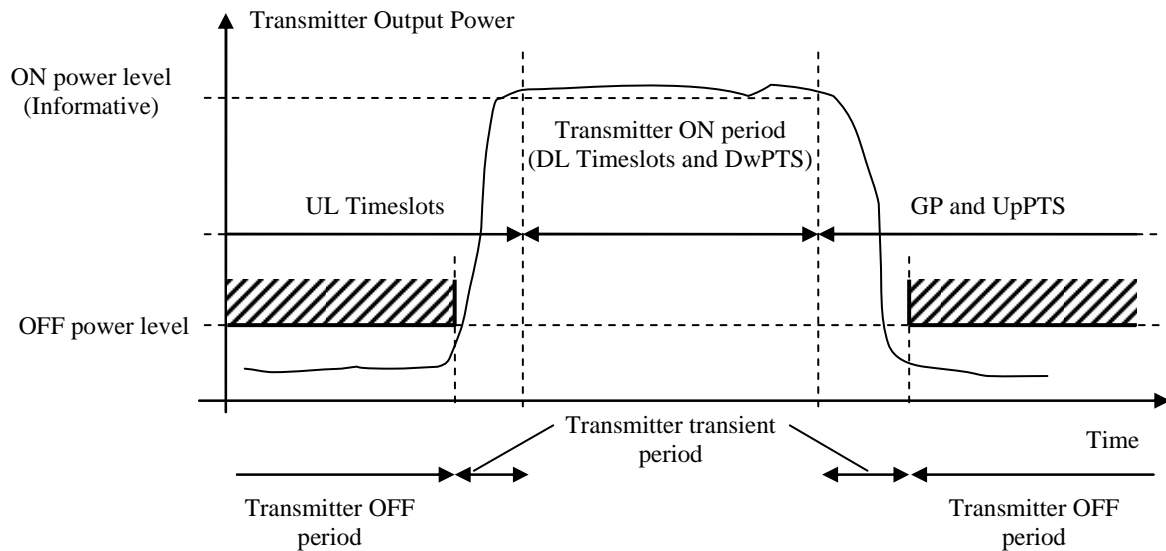 Transmitter Output Power
ON power level
(Informative)
Transmitter ON period
(DL Timeslots and DwPTS)
UL Timeslots
GP and UpPTS
OFF power level
Transmitter transient
period
Time
Transmitter OFF
period
Transmitter OFF
period